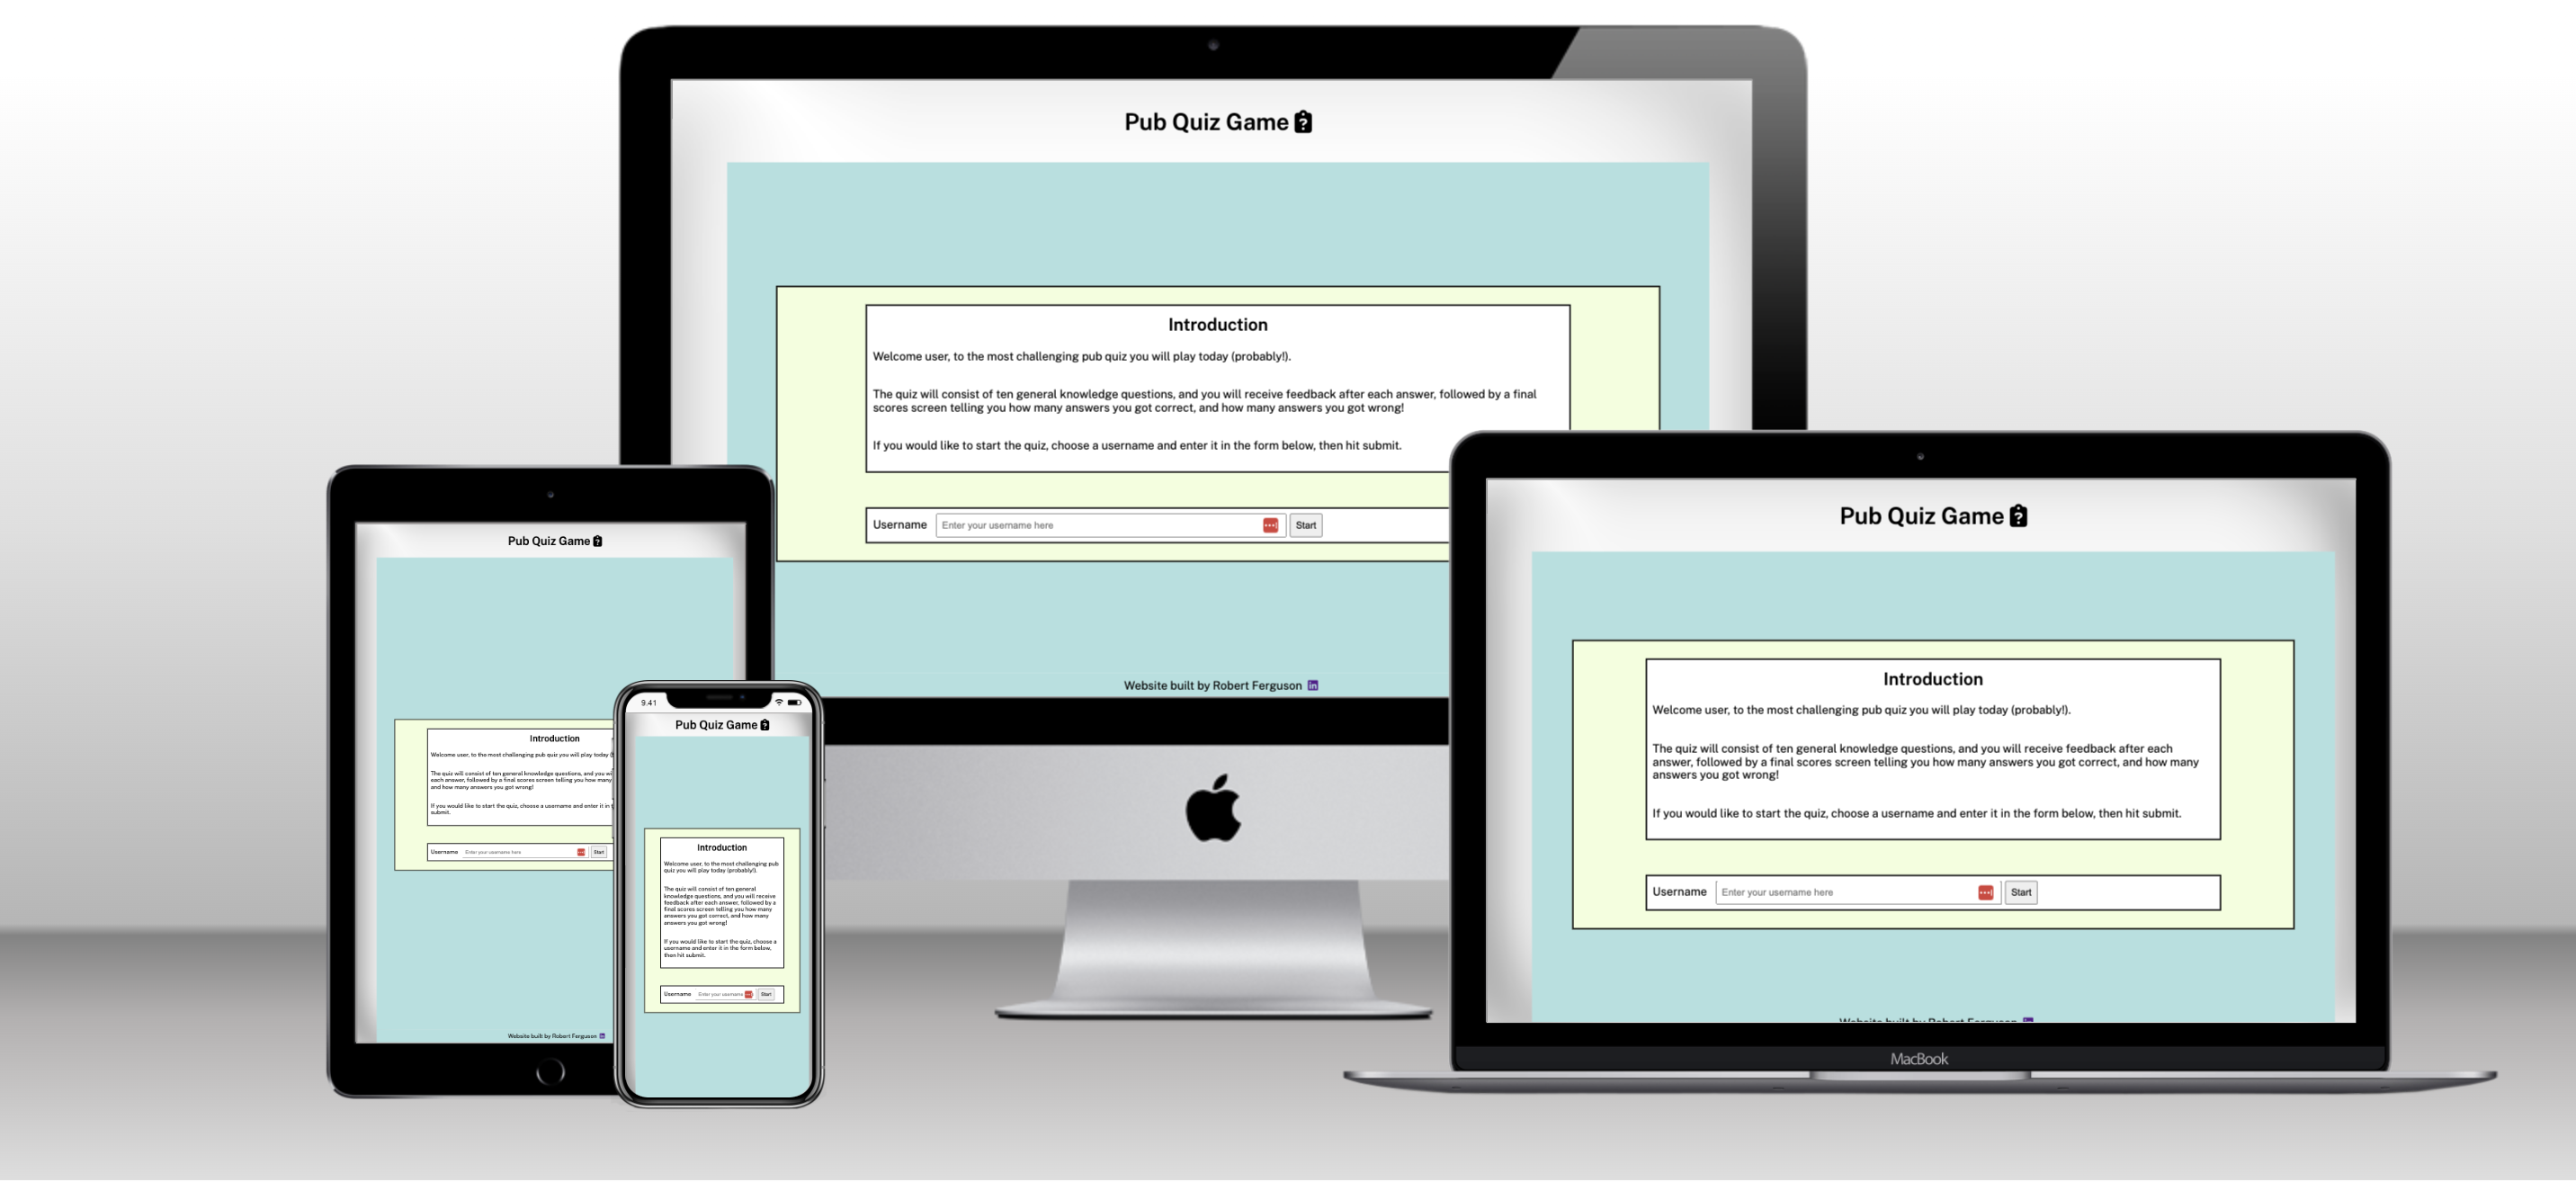 Pub Quiz Game
Introduction
Welcome user, to the most challenging pub quiz you will play today (probably!).
The quiz will consist of ten general knowledge questions, and you will receive feedback after each answer, followed by a final
scores screen telling you how many answers you got correct, and how many answers you got wrong!
If you would like to start the quiz, choose a username and enter it in the form below, then hit submit.
Username Enter your username here Start
Website built by Robert Ferguson in
Pub Quiz Game
Introduction
Welcome user, to the most challenging pub quiz you will play today
The quiz will consist of ten general knowledge questions, and you
each answer, followed by a final scores screen telling you how many
and how many answers you got wrong!
If you would like to start the quiz, choose a username and enter it in
submit.
Username Enter your username here Start
Website built by Robert Ferguson in
9.41
Pub Quiz Game
Introduction
Welcome user, to the most challenging pub
quiz you will play today (probably!).
The quiz will consist of ten general
knowledge questions, and you will receive
feedback after each answer, followed by a
final scores screen telling you how many
answers you got correct, and how many
answers you got wrong!
If you would like to start the quiz, choose a
username and enter it in the form below,
then hit submit.
Username Enter your username Start
Pub Quiz Game
Introduction
Welcome user, to the most challenging pub quiz you will play today (probably!).
The quiz will consist of ten general knowledge questions, and you will receive feedback after each
answer, followed by a final scores screen telling you how many answers you got correct, and how many
answers you got wrong!
If you would like to start the quiz, choose a username and enter it in the form below, then hit submit.
Username Enter your username here Start
Website built by Robert Ferguson
MacBook